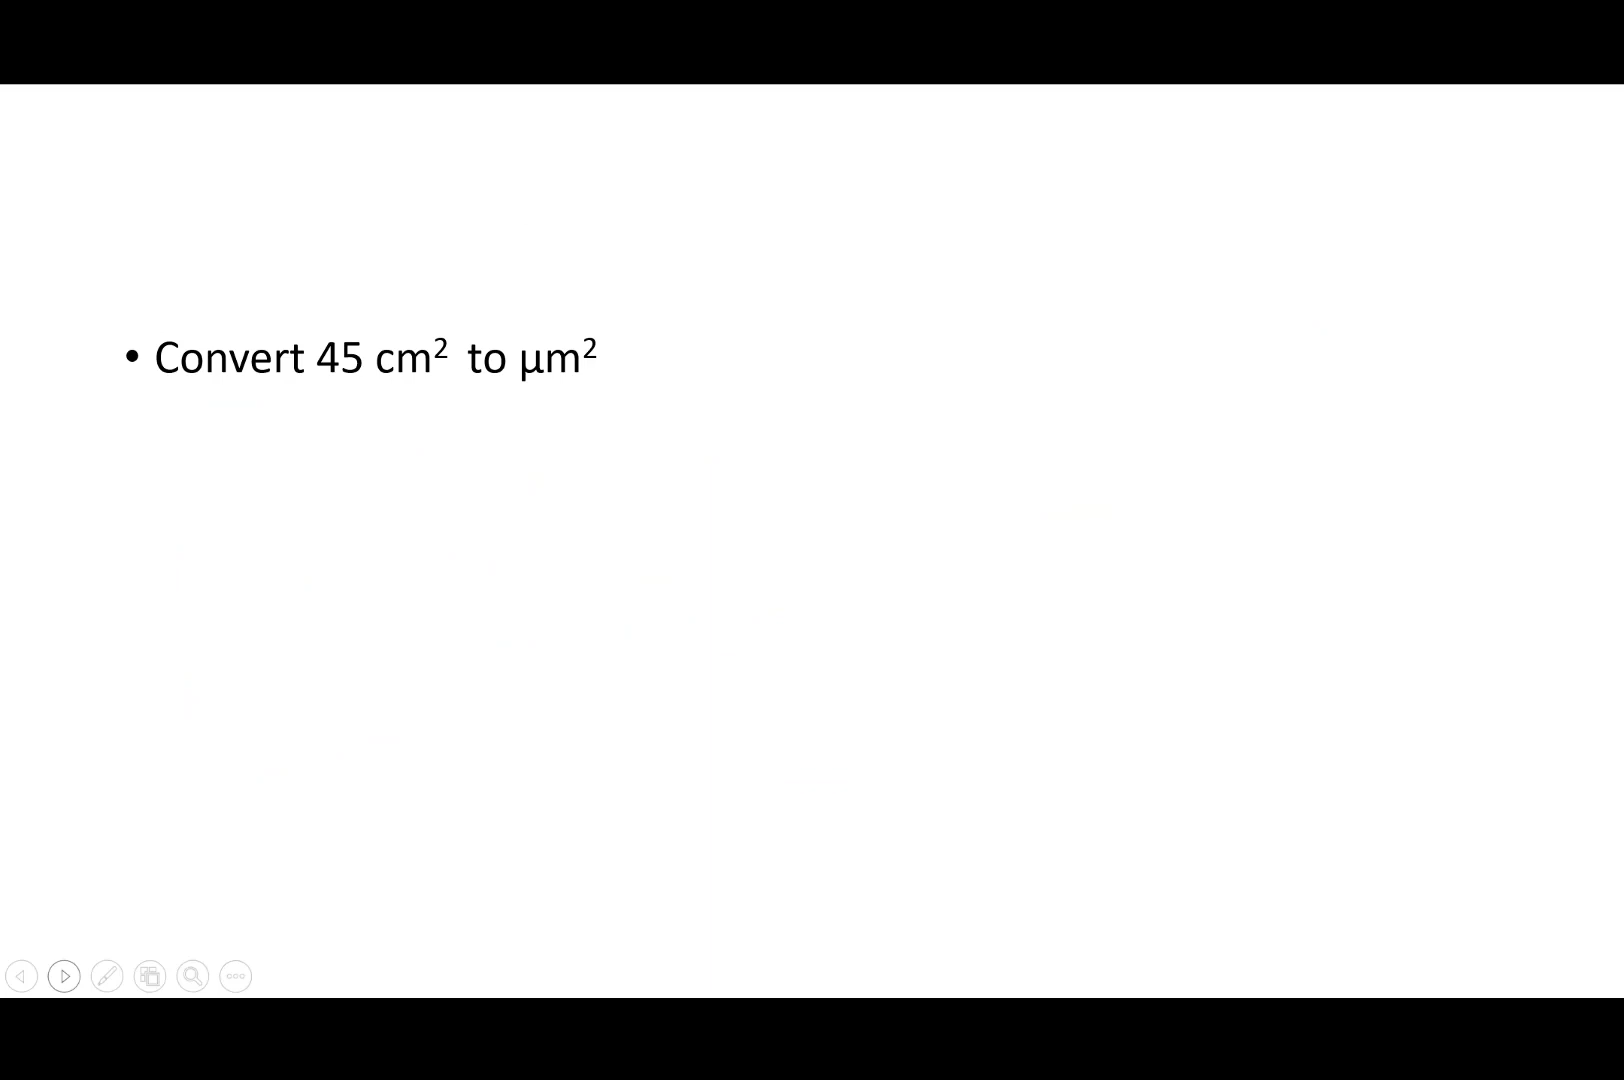 • Convert 45 cm² to µm²